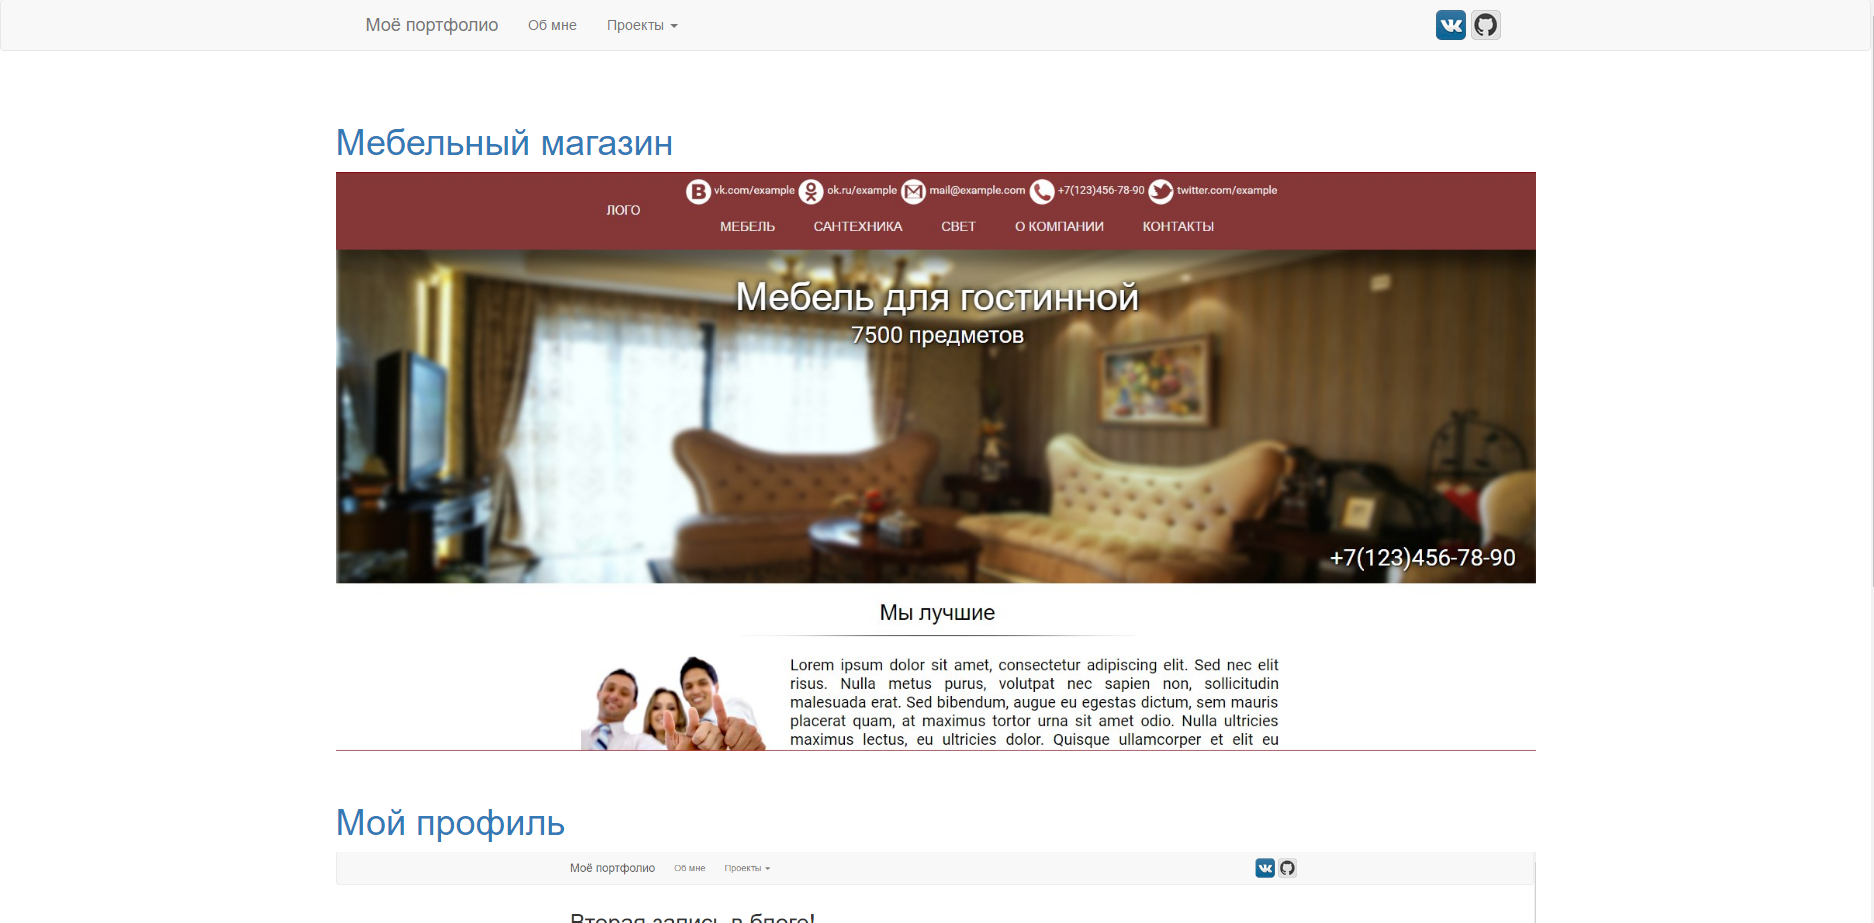 Моё портфолио Об мне Проекты
Мебельный магазин
vk.com/example ok.ru/example mail@example.com +7(123)456-78-90 twitter.com/example
ЛОГО
МЕБЕЛЬ САНТЕХНИКА СВЕТ О КОМПАНИИ КОНТАКТЫ
Мебель для гостинной
7500 предметов
+7(123)456-78-90
Мы лучшие
Lorem ipsum dolor sit amet, consectetur adipiscing elit. Sed nec elit
risus. Nulla metus purus, volutpat nec sapien non, sollicitudin
malesuada erat. Sed bibendum, augue eu egestas dictum, sem mauris
placerat quam, at maximus tortor urna sit amet odio. Nulla ultricies
maximus lectus, eu ultricies dolor. Quisque ullamcorper et elit eu
Мой профиль
Моё портфолио Об мне Проекты
Вторая запись в блоге!